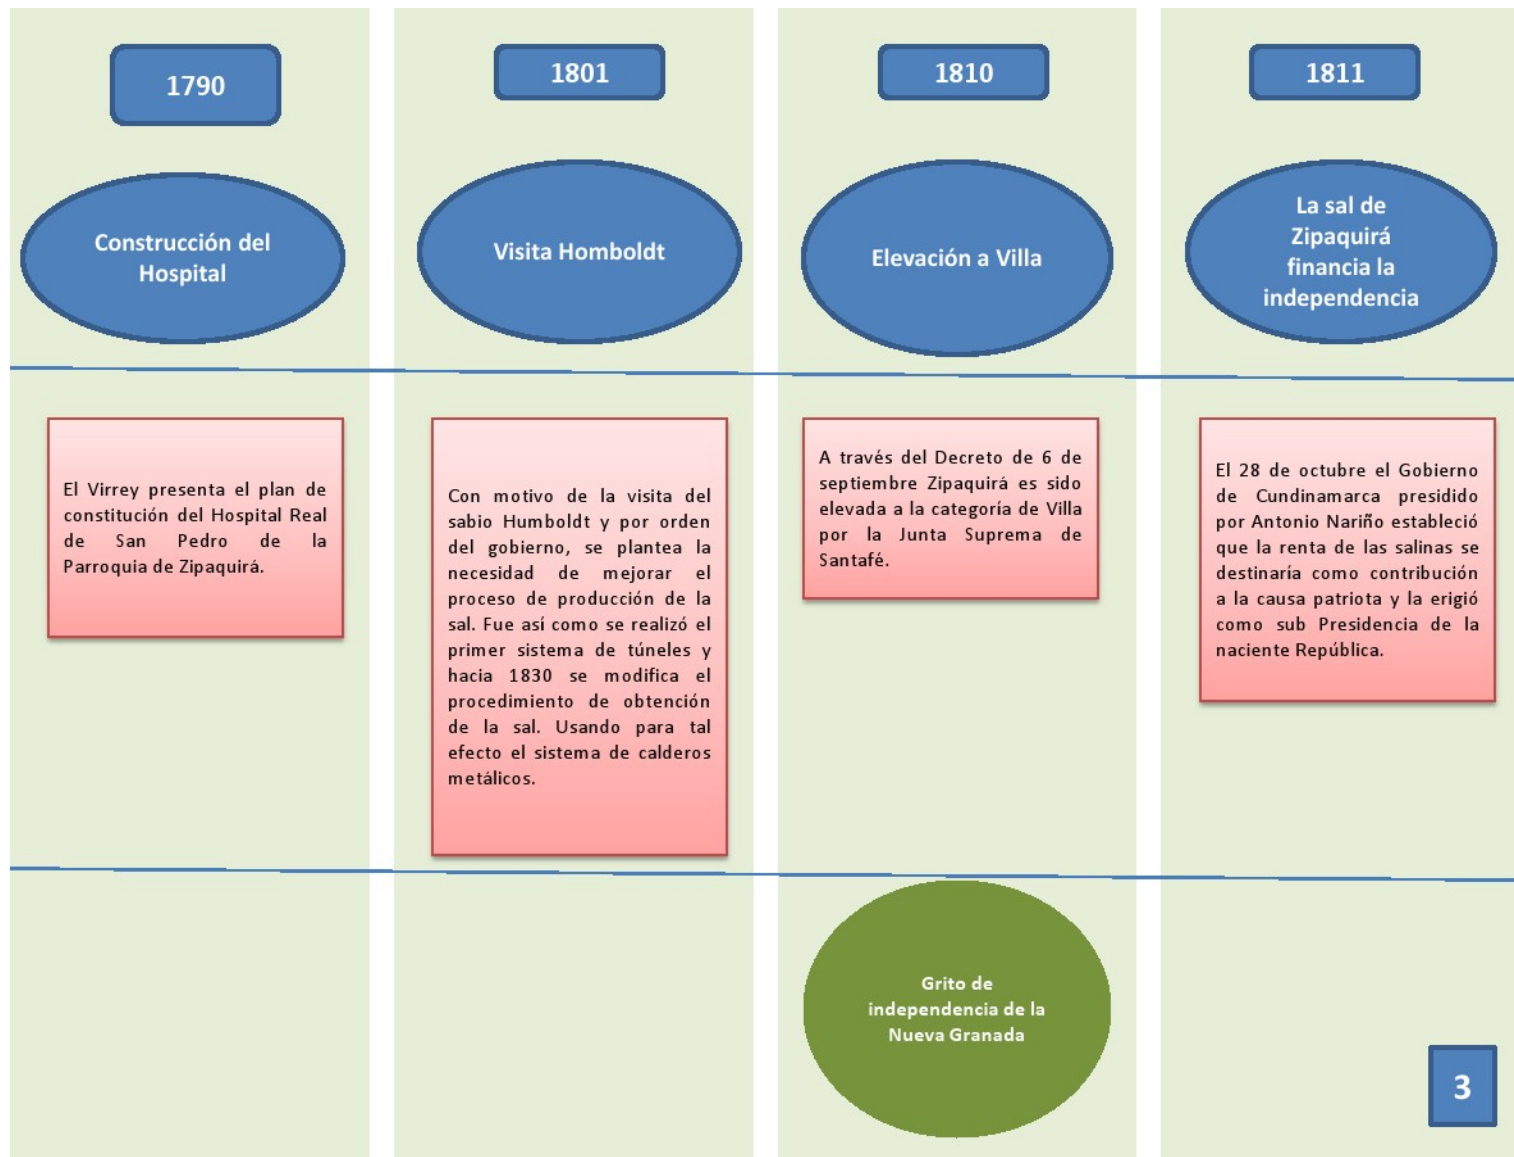 1790
Construcción del
Hospital
El Virrey presenta el plan de
constitución del Hospital Real
de San Pedro de la
Parroquia de Zipaquirá.
1801
Visita Homboldt
Con motivo de la visita del
sabio Humboldt y por orden
del gobierno, se plantea la
necesidad de mejorar el
proceso de producción de la
sal. Fue así como se realizó el
primer sistema de túneles y
hacia 1830 se modifica el
procedimiento de obtención
de la sal. Usando para tal
efecto el sistema de calderos
metálicos.
1810
Elevación a Villa
A través del Decreto de 6 de
septiembre Zipaquirá es sido
elevada a la categoría de Villa
por la Junta Suprema de
Santafé.
Grito de
independencia de la
Nueva Granada
1811
La sal de
Zipaquirá
financia la
independencia
El 28 de octubre el Gobierno
de Cundinamarca presidido
por Antonio Nariño estableció
que la renta de las salinas se
destinaría como contribución
a la causa patriota y la erigió
como sub Presidencia de la
naciente República.
3